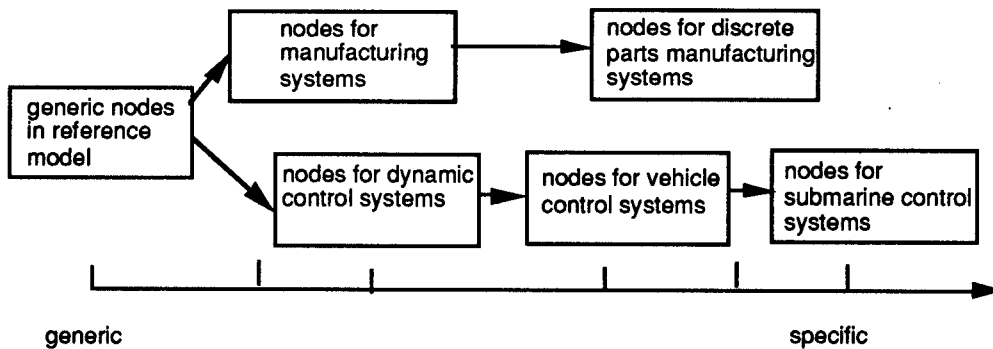 nodes for
manufacturing
systems
nodes for discrete
parts manufacturing
systems
generic nodes
in reference
model
nodes for dynamic
control systems
nodes for vehicle
control systems
nodes for
submarine control
systems
generic
specific